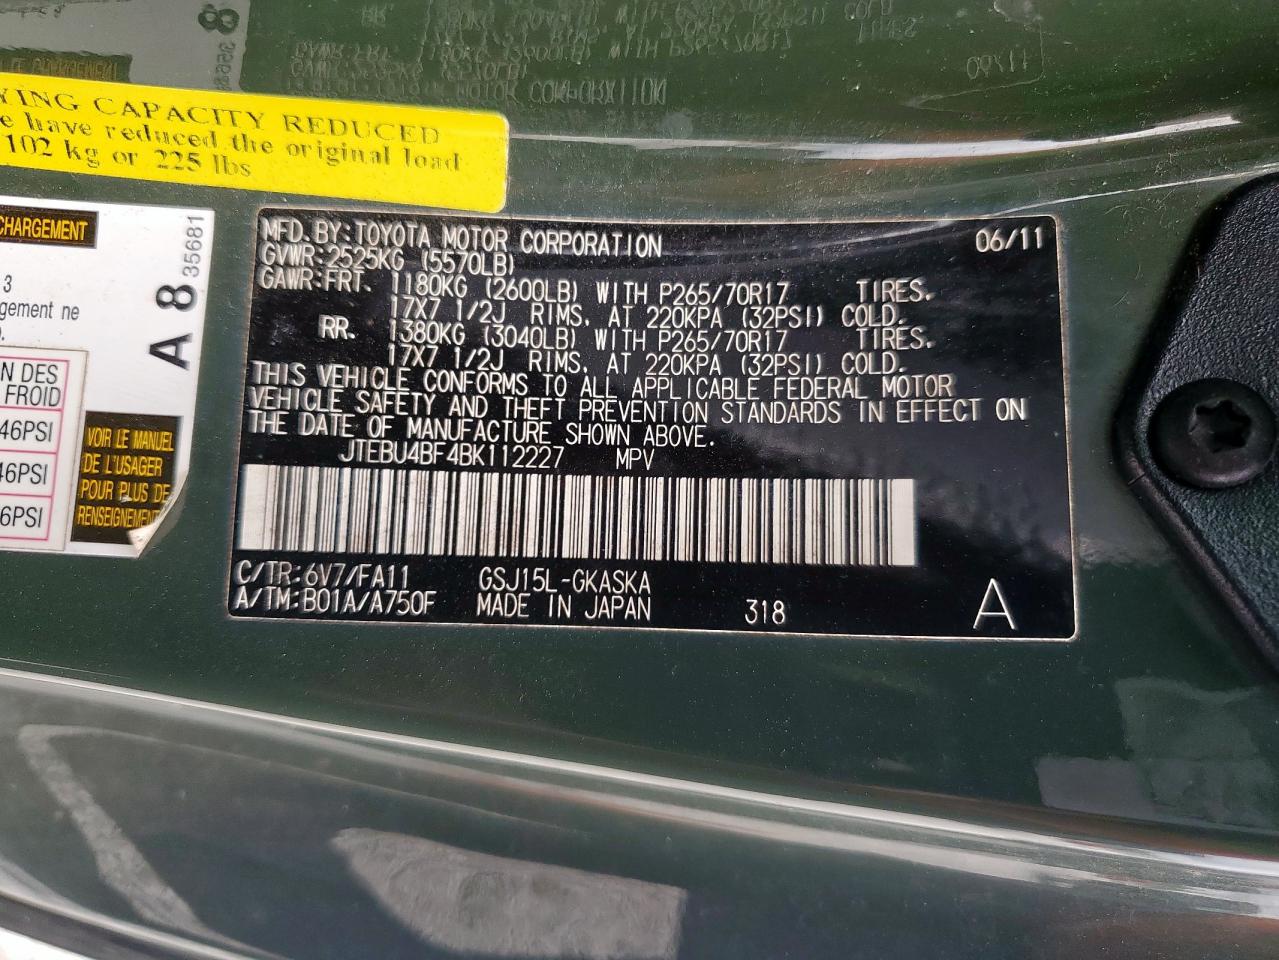 YING CAPACITY REDUCED
e have reduced the original load
102 kg or 225 lbs
CHARGEMENT
A 8 35681
3
gement ne
N DES
FROID
46PSI
46PSI
6PSI
VOIR LE MANUEL
DE L'USAGER
POUR PLUS DE
RENSEIGNEMENT
MFD. BY: TOYOTA MOTOR CORPORATION 06/11
GVWR: 2525KG (5570LB)
GAWR: FRT. 1180KG (2600LB) WITH P265/70R17 TIRES.
17X7 1/2J RIMS. AT 220KPA (32PSI) COLD.
RR. 1380KG (3040LB) WITH P265/70R17 TIRES.
17X7 1/2J RIMS. AT 220KPA (32PSI) COLD.
THIS VEHICLE CONFORMS TO ALL APPLICABLE FEDERAL MOTOR
VEHICLE SAFETY AND THEFT PREVENTION STANDARDS IN EFFECT ON
THE DATE OF MANUFACTURE SHOWN ABOVE.
JTEBU4BF4BK112227 MPV
C/TR: 6V7/FA11 GSJ15L-GKASKA
A/TM: B01A/A750F MADE IN JAPAN 318 A